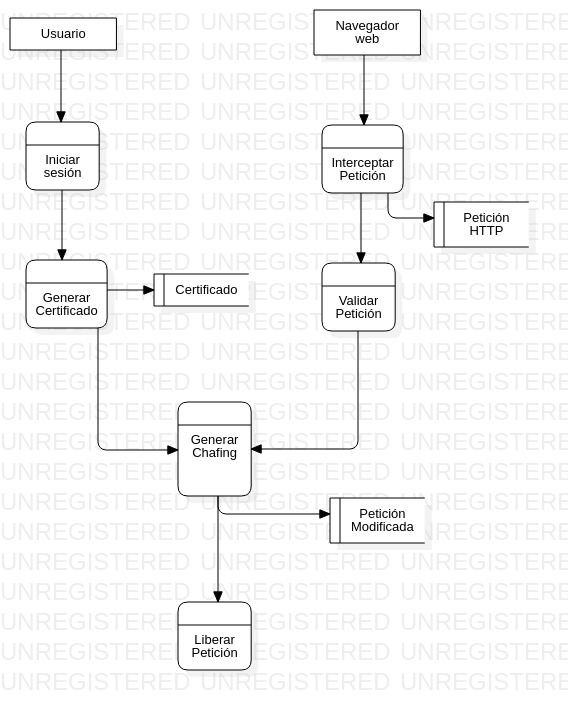 Usuario
Navegador
web
Iniciar
sesión
Interceptar
Petición
Petición
HTTP
Generar
Certificado
Certificado
Validar
Petición
Generar
Chafing
Petición
Modificada
Liberar
Petición
UNREGISTERED UNREGISTERED UNREGISTERED